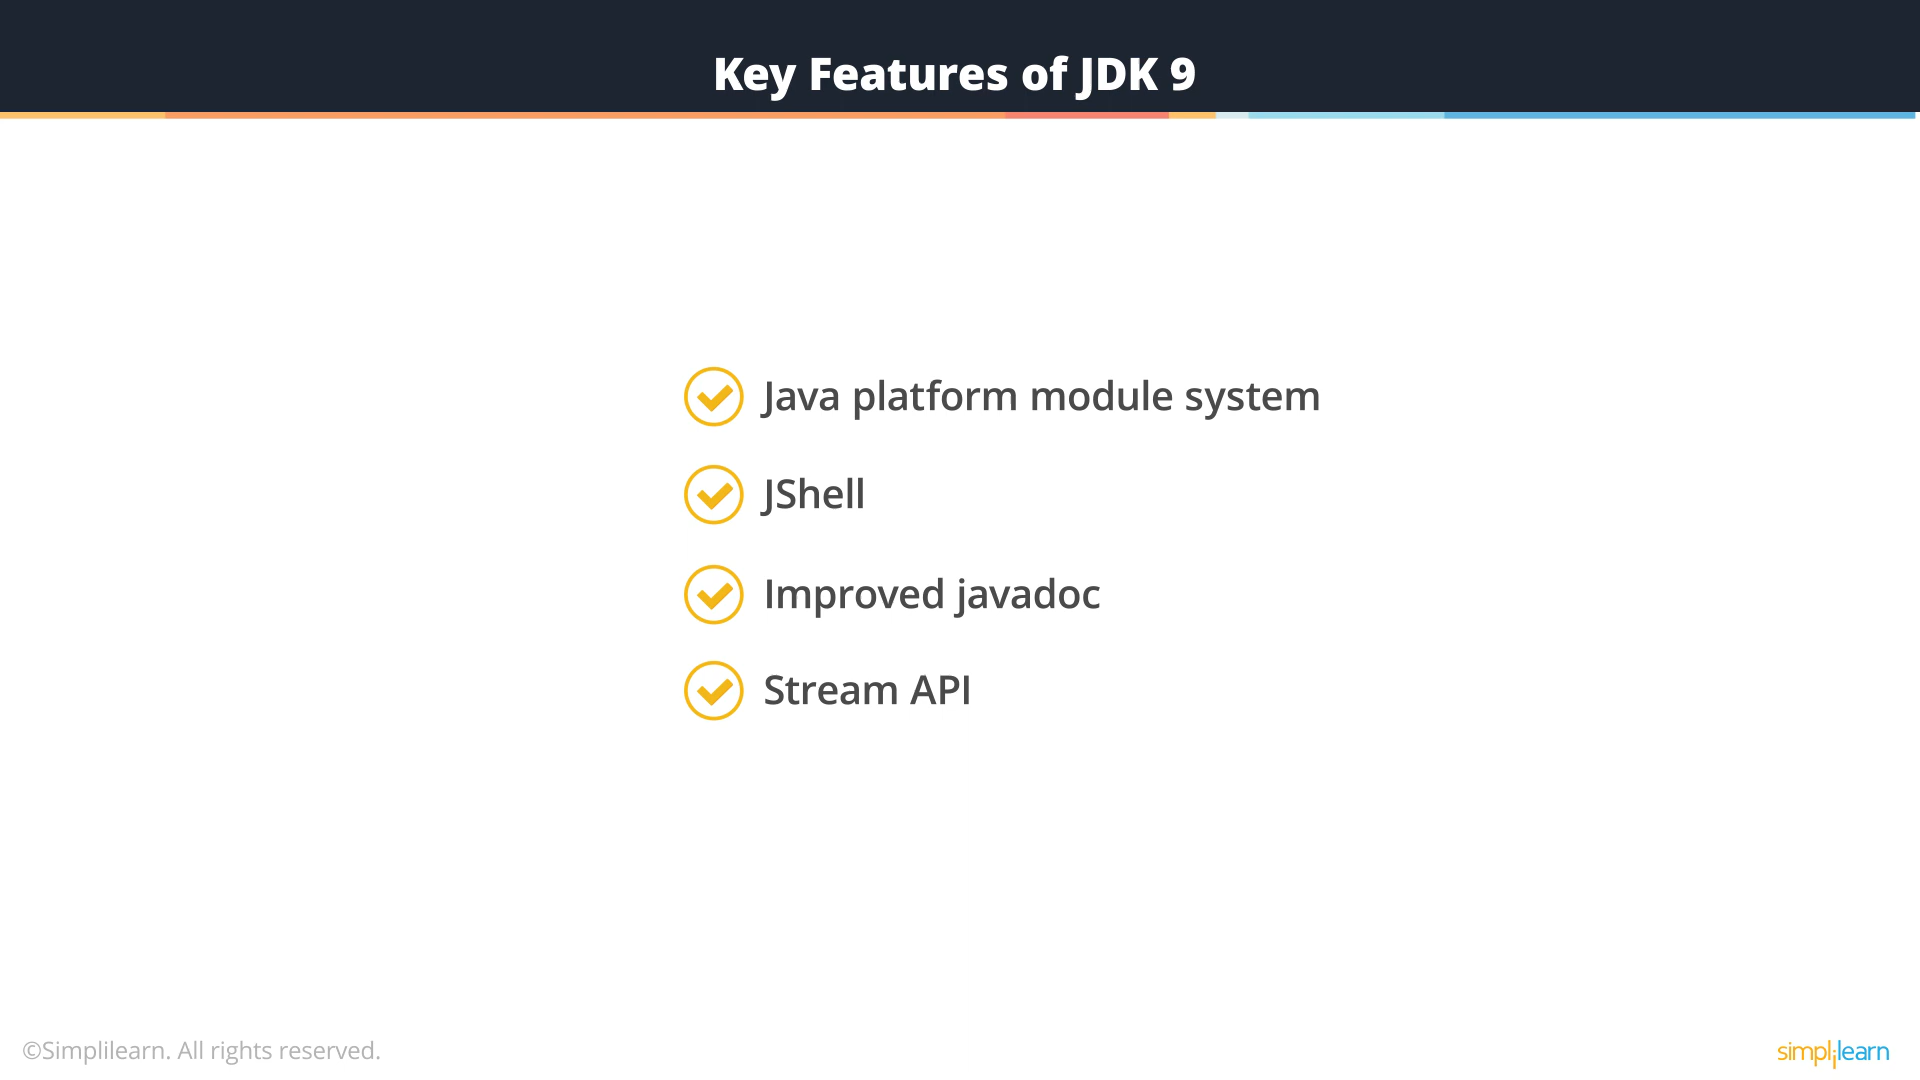 Key Features of JDK 9
Java platform module system
JShell
Improved javadoc
Stream API
©Simplilearn. All rights reserved.
simplilearn